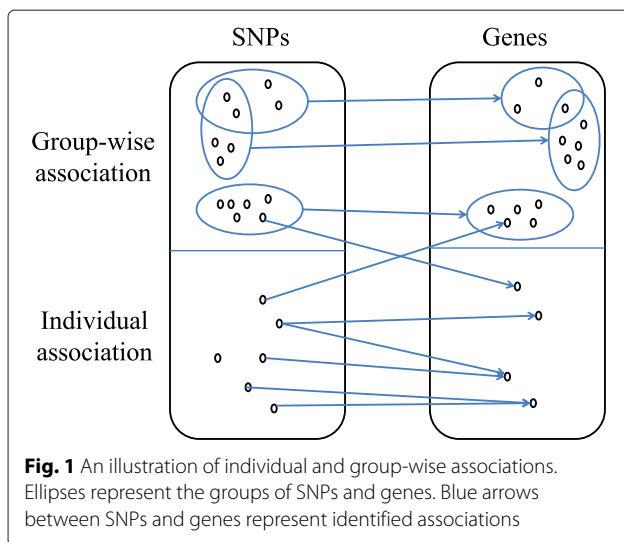 SNPs Genes
Group-wise
association
Individual
association
Fig. 1 An illustration of individual and group-wise associations.
Ellipses represent the groups of SNPs and genes. Blue arrows
between SNPs and genes represent identified associations